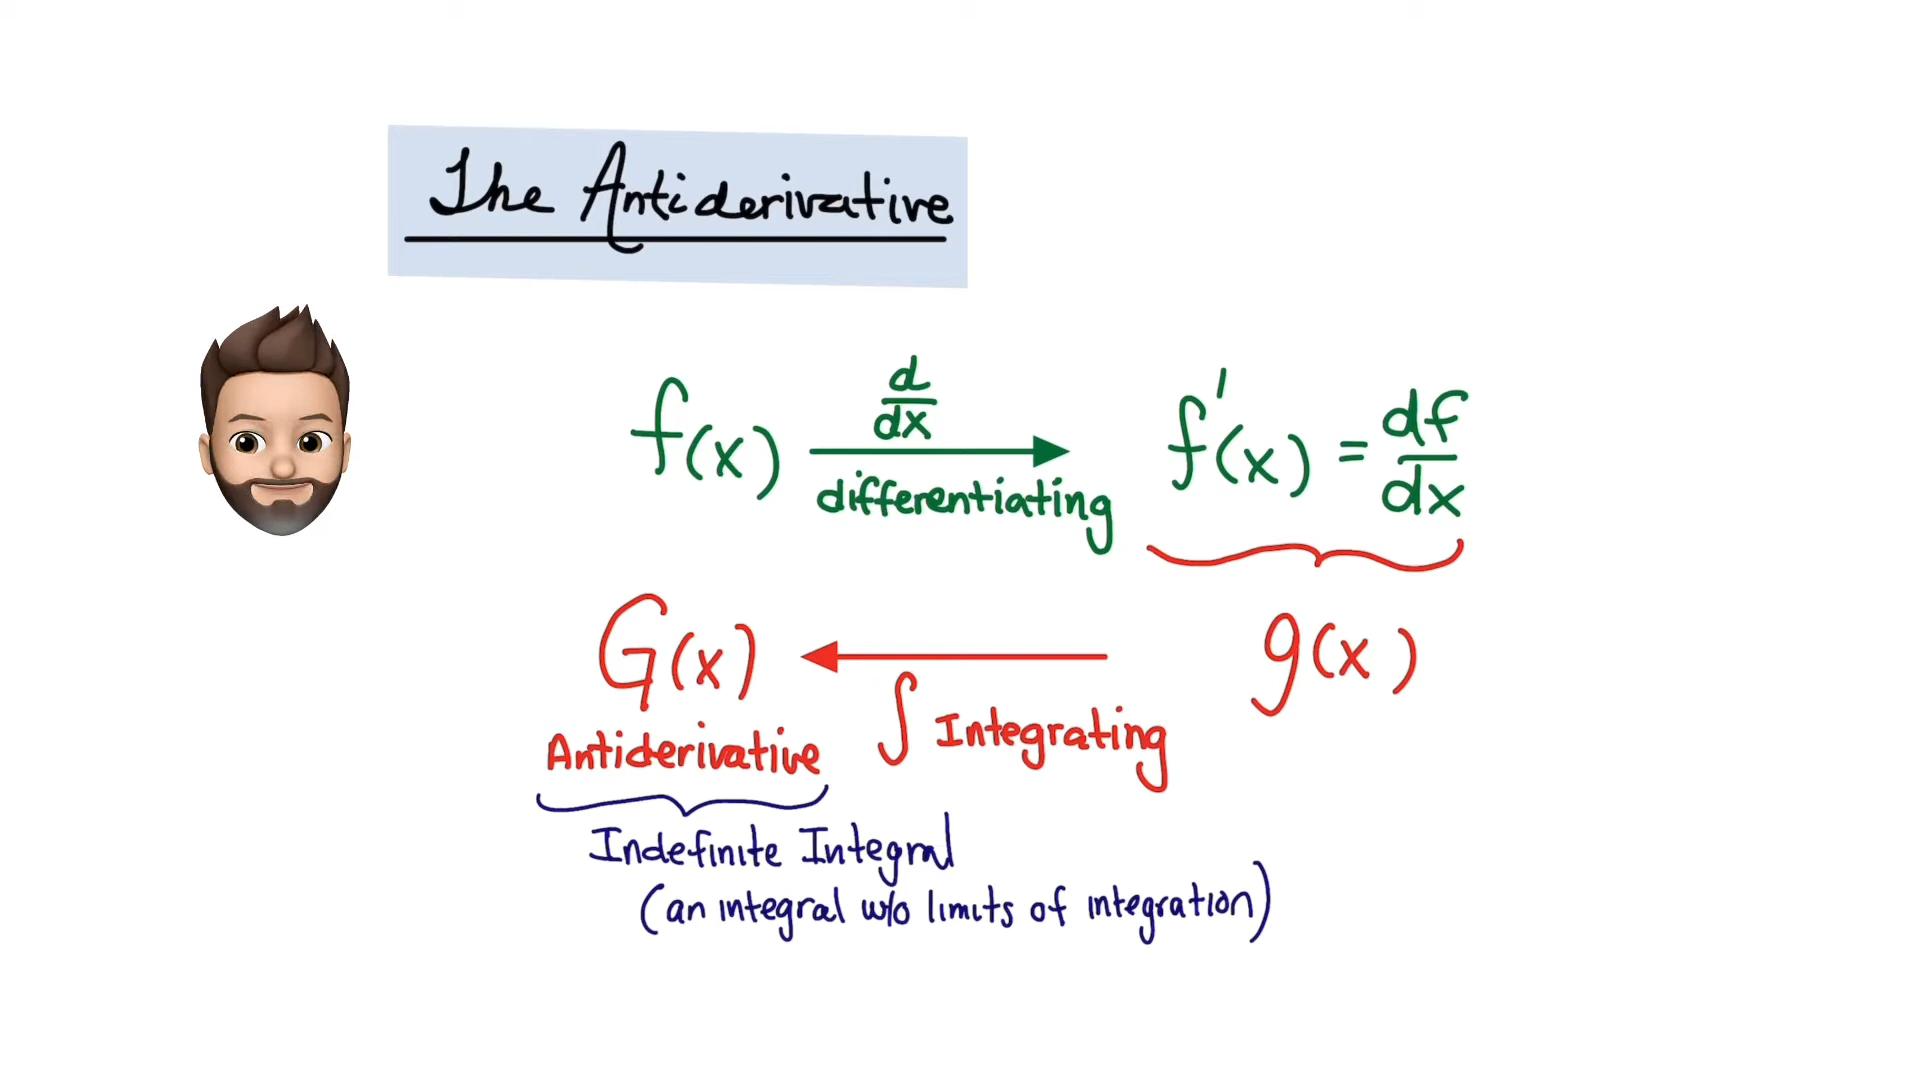 The Antiderivative
f(x) d/dx differentiating f'(x) = df/dx
G(x) ∫ Integrating g(x)
Antiderivative
Indefinite Integral
(an integral w/o limits of integration)